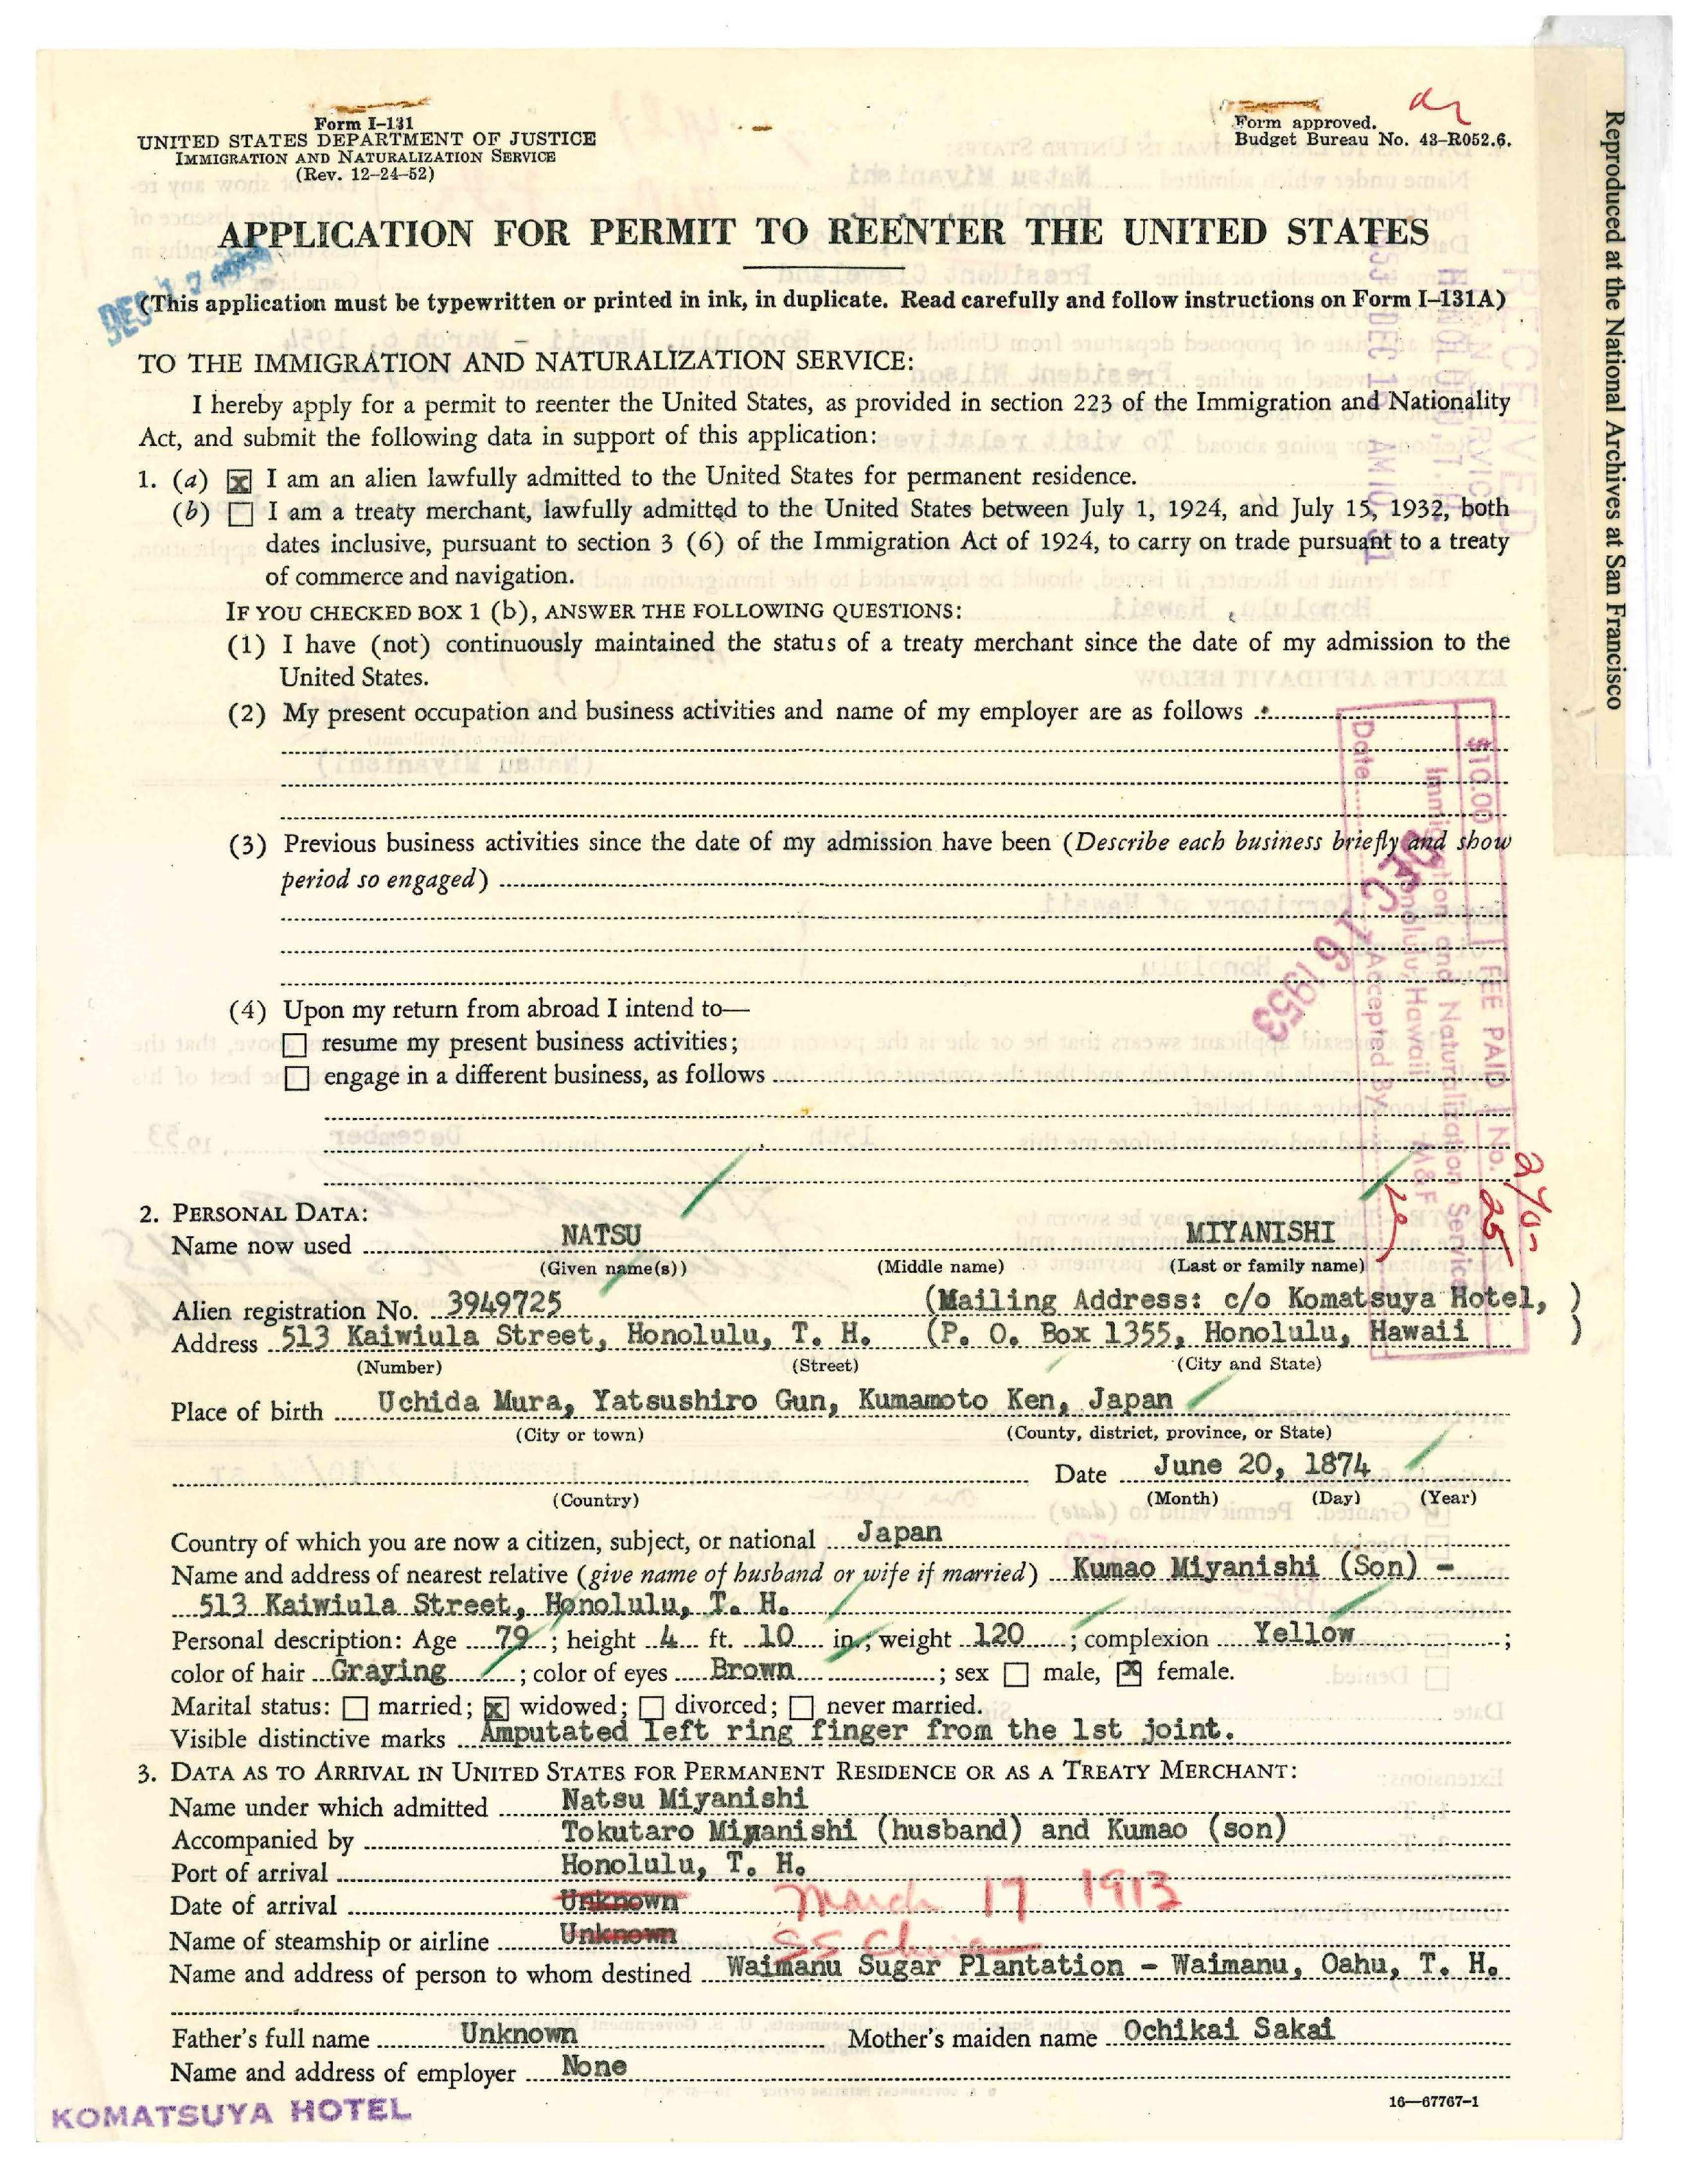 Form I-131
UNITED STATES DEPARTMENT OF JUSTICE
IMMIGRATION AND NATURALIZATION SERVICE
(Rev. 12-24-52)
Form approved.
Budget Bureau No. 43-R052.6.
APPLICATION FOR PERMIT TO REENTER THE UNITED STATES
DEC 17 1953
(This application must be typewritten or printed in ink, in duplicate. Read carefully and follow instructions on Form I-131A)
TO THE IMMIGRATION AND NATURALIZATION SERVICE:
I hereby apply for a permit to reenter the United States, as provided in section 223 of the Immigration and Nationality
Act, and submit the following data in support of this application:
1. (a) [x] I am an alien lawfully admitted to the United States for permanent residence.
(b) I am a treaty merchant, lawfully admitted to the United States between July 1, 1924, and July 15, 1932, both
dates inclusive, pursuant to section 3 (6) of the Immigration Act of 1924, to carry on trade pursuant to a treaty
of commerce and navigation.
IF YOU CHECKED BOX 1 (b), ANSWER THE FOLLOWING QUESTIONS:
(1) I have (not) continuously maintained the status of a treaty merchant since the date of my admission to the
United States.
(2) My present occupation and business activities and name of my employer are as follows
(3) Previous business activities since the date of my admission have been (Describe each business briefly and show
period so engaged)
(4) Upon my return from abroad I intend to—
resume my present business activities;
engage in a different business, as follows
2. PERSONAL DATA:
Name now used NATSU MIYANISHI
(Given name(s)) (Middle name) (Last or family name)
Alien registration No. 3949725 (Mailing Address: c/o Komatsuya Hotel, )
Address 513 Kaiwiula Street, Honolulu, T. H. (P. O. Box 1355, Honolulu, Hawaii )
(Number) (Street) (City and State)
Place of birth Uchida Mura, Yatsushiro Gun, Kumamoto Ken, Japan
(City or town) (County, district, province, or State)
Date June 20, 1874
(Country) (Month) (Day) (Year)
Country of which you are now a citizen, subject, or national Japan
Name and address of nearest relative (give name of husband or wife if married) Kumao Miyanishi (Son) -
513 Kaiwiula Street, Honolulu, T. H.
Personal description: Age 79; height 4 ft. 10 in.; weight 120; complexion Yellow;
color of hair Graying; color of eyes Brown; sex male, [x] female.
Marital status: married; [x] widowed; divorced; never married.
Visible distinctive marks Amputated left ring finger from the 1st joint.
3. DATA AS TO ARRIVAL IN UNITED STATES FOR PERMANENT RESIDENCE OR AS A TREATY MERCHANT:
Name under which admitted Natsu Miyanishi
Accompanied by Tokutaro Miyanishi (husband) and Kumao (son)
Port of arrival Honolulu, T. H.
Date of arrival Unknown March 17 1913
Name of steamship or airline Unknown SS China
Name and address of person to whom destined Waimanu Sugar Plantation - Waimanu, Oahu, T. H.
Father's full name Unknown Mother's maiden name Ochikai Sakai
Name and address of employer None
KOMATSUYA HOTEL
16—67767-1
Reproduced at the National Archives at San Francisco
$10.00 FEE PAID No. 25
Immigration and Naturalization Service
Honolulu, Hawaii M&F
Date Accepted By
DEC 16 1953